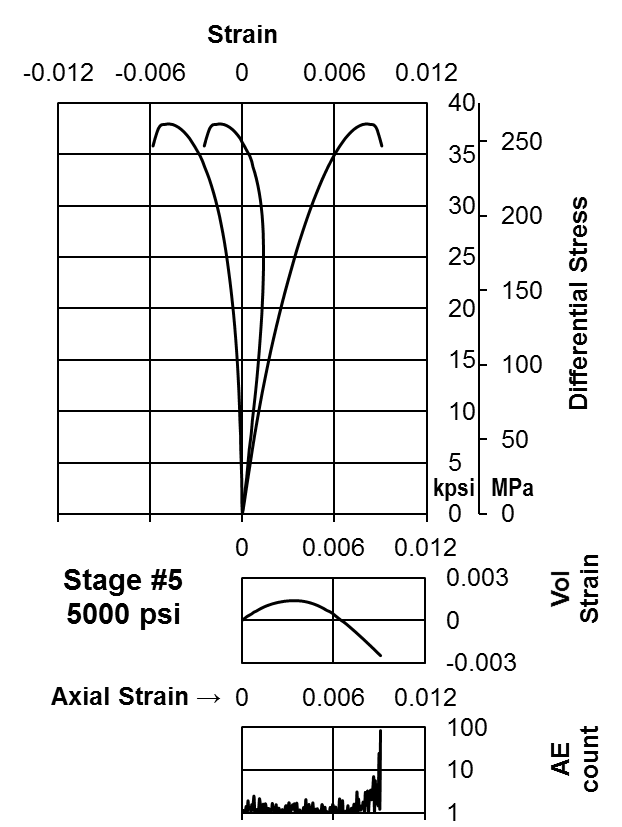 Strain
-0.012 -0.006 0 0.006 0.012
40
250
35
30
200
25
150
20
15
100
10
50
5
kpsi MPa
0 0
Differential Stress
0 0.006 0.012
Stage #5
5000 psi
0.003
0
-0.003
Vol
Strain
Axial Strain → 0 0.006 0.012
100
10
1
AE
count